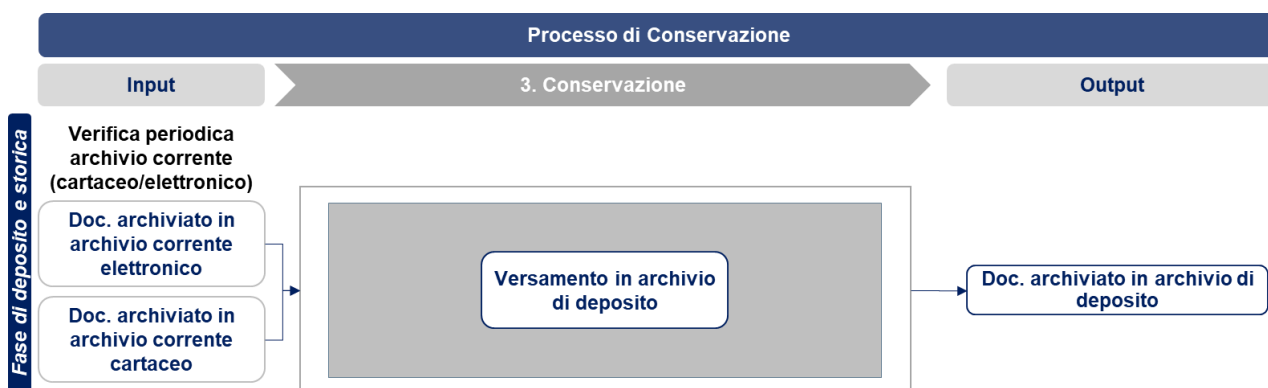 Processo di Conservazione
Input
3. Conservazione
Output
Fase di deposito e storica
Verifica periodica
archivio corrente
(cartaceo/elettronico)
Doc. archiviato in
archivio corrente
elettronico
Doc. archiviato in
archivio corrente
cartaceo
Versamento in archivio
di deposito
Doc. archiviato in archivio di
deposito